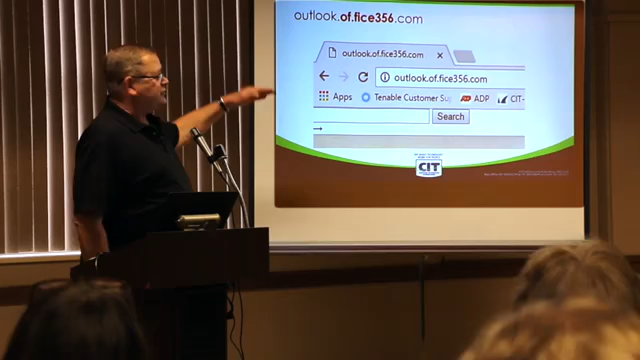 outlook.of.fice356.com
outlook.of.fice356.com
outlook.of.fice356.com
Apps Tenable Customer Su ADP CIT-
Search
CIT